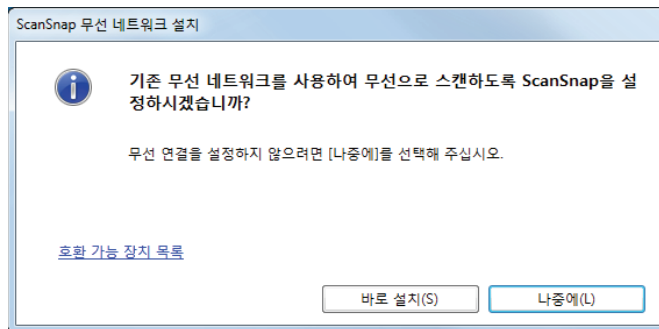 ScanSnap 무선 네트워크 설치
기존 무선 네트워크를 사용하여 무선으로 스캔하도록 ScanSnap을 설
정하시겠습니까?
무선 연결을 설정하지 않으려면 [나중에]를 선택해 주십시오.
호환 가능 장치 목록
바로 설치(S) 나중에(L)